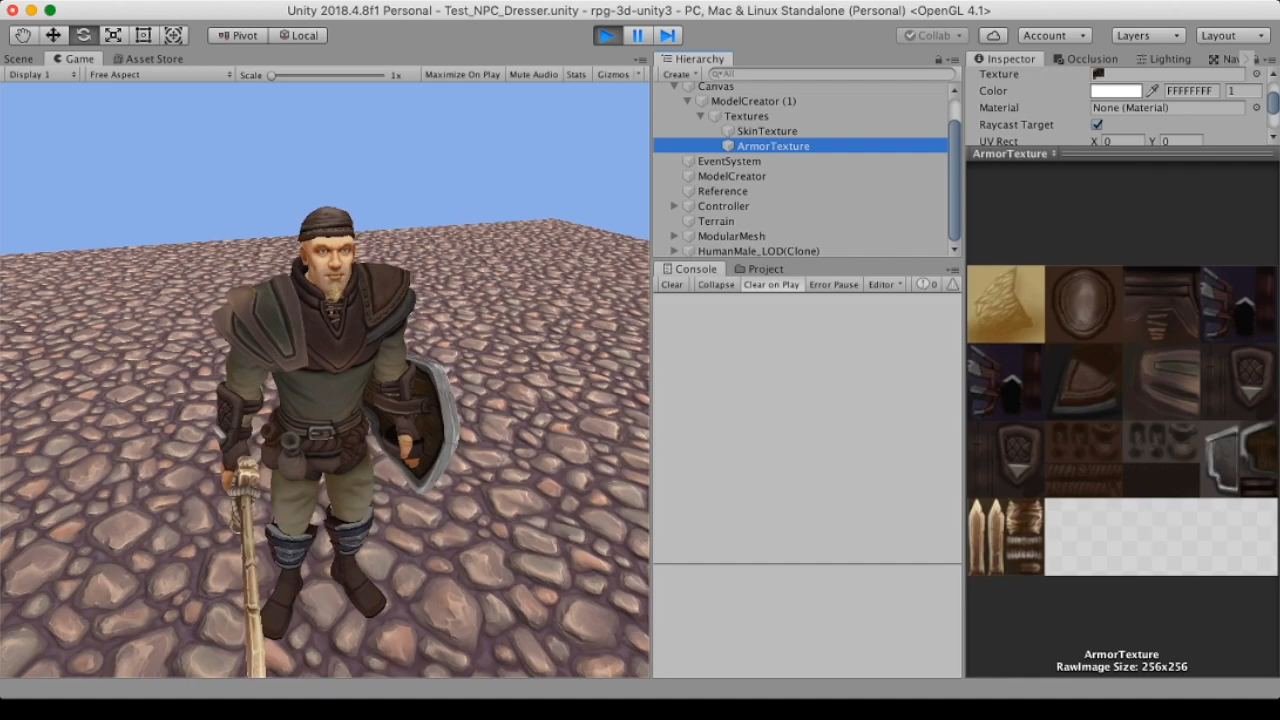 Unity 2018.4.8f1 Personal - Test_NPC_Dresser.unity - rpg-3d-unity3 - PC, Mac & Linux Standalone (Personal) <OpenGL 4.1>
Pivot Local Collab Account Layers Layout
Scene Game Asset Store Hierarchy Inspector Occlusion Lighting Nav
Display 1 Free Aspect Scale 1x Maximize On Play Mute Audio Stats Gizmos
Create All
Canvas
ModelCreator (1)
Textures
SkinTexture
ArmorTexture
EventSystem
ModelCreator
Reference
Controller
Terrain
ModularMesh
HumanMale_LOD(Clone)
Console Project
Clear Collapse Clear on Play Error Pause Editor 0
Texture
Color FFFFFFFF 1
Material None (Material)
Raycast Target
UV Rect X 0 Y 0
ArmorTexture
ArmorTexture
RawImage Size: 256x256